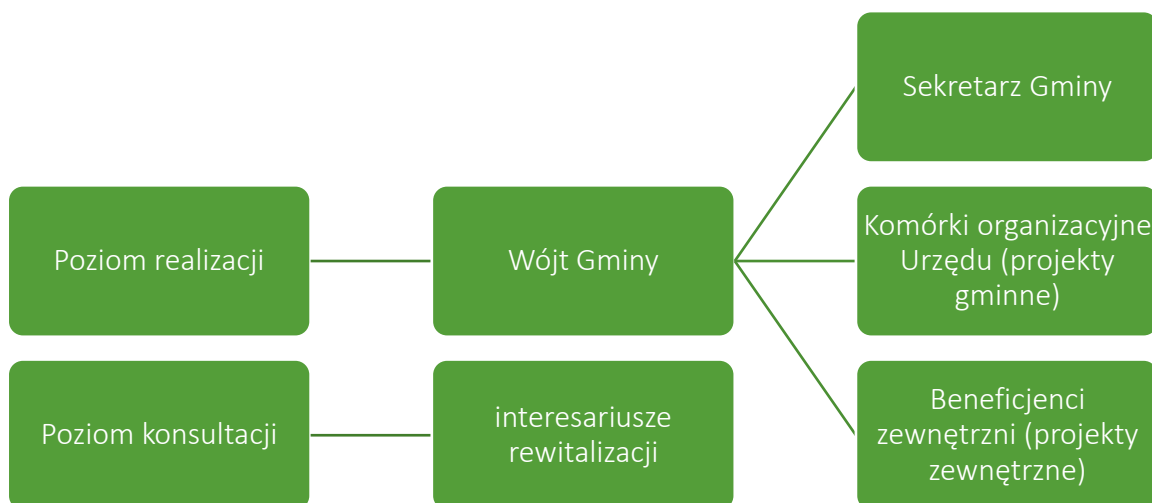 Sekretarz Gminy
Poziom realizacji
Wójt Gminy
Komórki organizacyjne
Urzędu (projekty
gminne)
Poziom konsultacji
interesariusze
rewitalizacji
Beneficjenci
zewnętrzni (projekty
zewnętrzne)